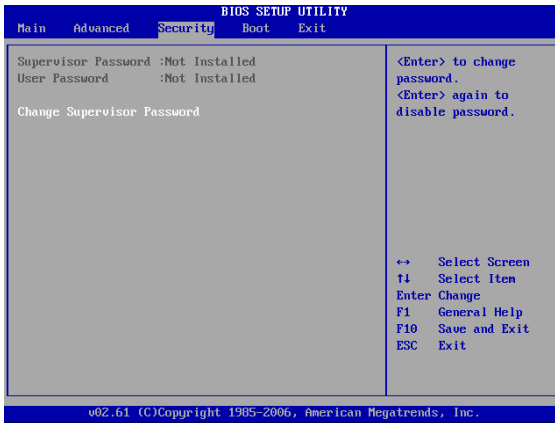 BIOS SETUP UTILITY
Main Advanced Security Boot Exit
Supervisor Password :Not Installed
User Password :Not Installed
Change Supervisor Password
<Enter> to change
password.
<Enter> again to
disable password.
↔ Select Screen
↑↓ Select Item
Enter Change
F1 General Help
F10 Save and Exit
ESC Exit
v02.61 (C)Copyright 1985-2006, American Megatrends, Inc.